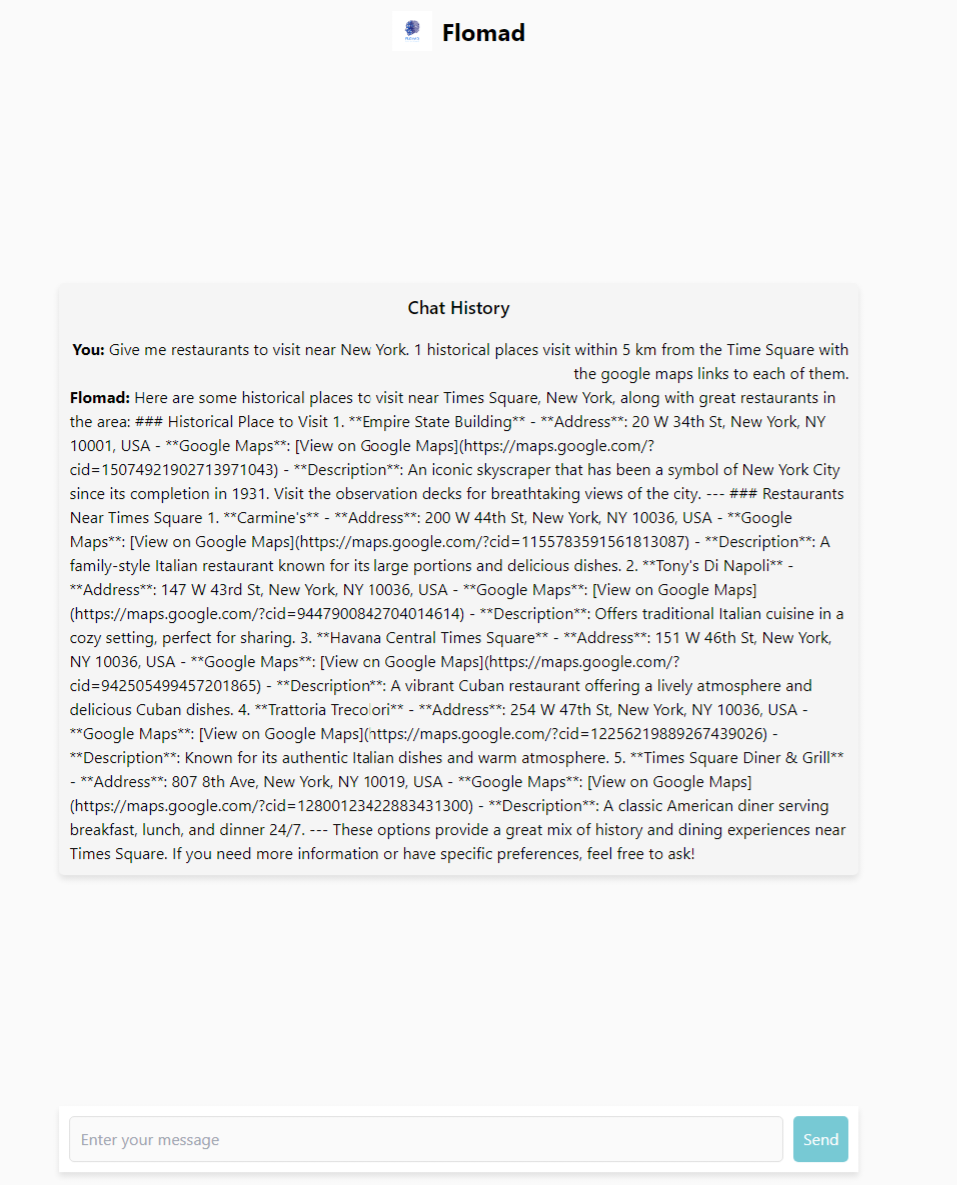 Flomad
Chat History
You: Give me restaurants to visit near New York. 1 historical places visit within 5 km from the Time Square with
the google maps links to each of them.
Flomad: Here are some historical places to visit near Times Square, New York, along with great restaurants in
the area: ### Historical Place to Visit 1. **Empire State Building** - **Address**: 20 W 34th St, New York, NY
10001, USA - **Google Maps**: [View on Google Maps](https://maps.google.com/?
cid=15074921902713971043) - **Description**: An iconic skyscraper that has been a symbol of New York City
since its completion in 1931. Visit the observation decks for breathtaking views of the city. --- ### Restaurants
Near Times Square 1. **Carmine's** - **Address**: 200 W 44th St, New York, NY 10036, USA - **Google
Maps**: [View on Google Maps](https://maps.google.com/?cid=1155783591561813087) - **Description**: A
family-style Italian restaurant known for its large portions and delicious dishes. 2. **Tony's Di Napoli** -
**Address**: 147 W 43rd St, New York, NY 10036, USA - **Google Maps**: [View on Google Maps]
(https://maps.google.com/?cid=9447900842704014614) - **Description**: Offers traditional Italian cuisine in a
cozy setting, perfect for sharing. 3. **Havana Central Times Square** - **Address**: 151 W 46th St, New York,
NY 10036, USA - **Google Maps**: [View on Google Maps](https://maps.google.com/?
cid=942505499457201865) - **Description**: A vibrant Cuban restaurant offering a lively atmosphere and
delicious Cuban dishes. 4. **Trattoria Trecolori** - **Address**: 254 W 47th St, New York, NY 10036, USA -
**Google Maps**: [View on Google Maps](https://maps.google.com/?cid=12256219889267439026) -
**Description**: Known for its authentic Italian dishes and warm atmosphere. 5. **Times Square Diner & Grill**
- **Address**: 807 8th Ave, New York, NY 10019, USA - **Google Maps**: [View on Google Maps]
(https://maps.google.com/?cid=12800123422883431300) - **Description**: A classic American diner serving
breakfast, lunch, and dinner 24/7. --- These options provide a great mix of history and dining experiences near
Times Square. If you need more information or have specific preferences, feel free to ask!
Enter your message
Send